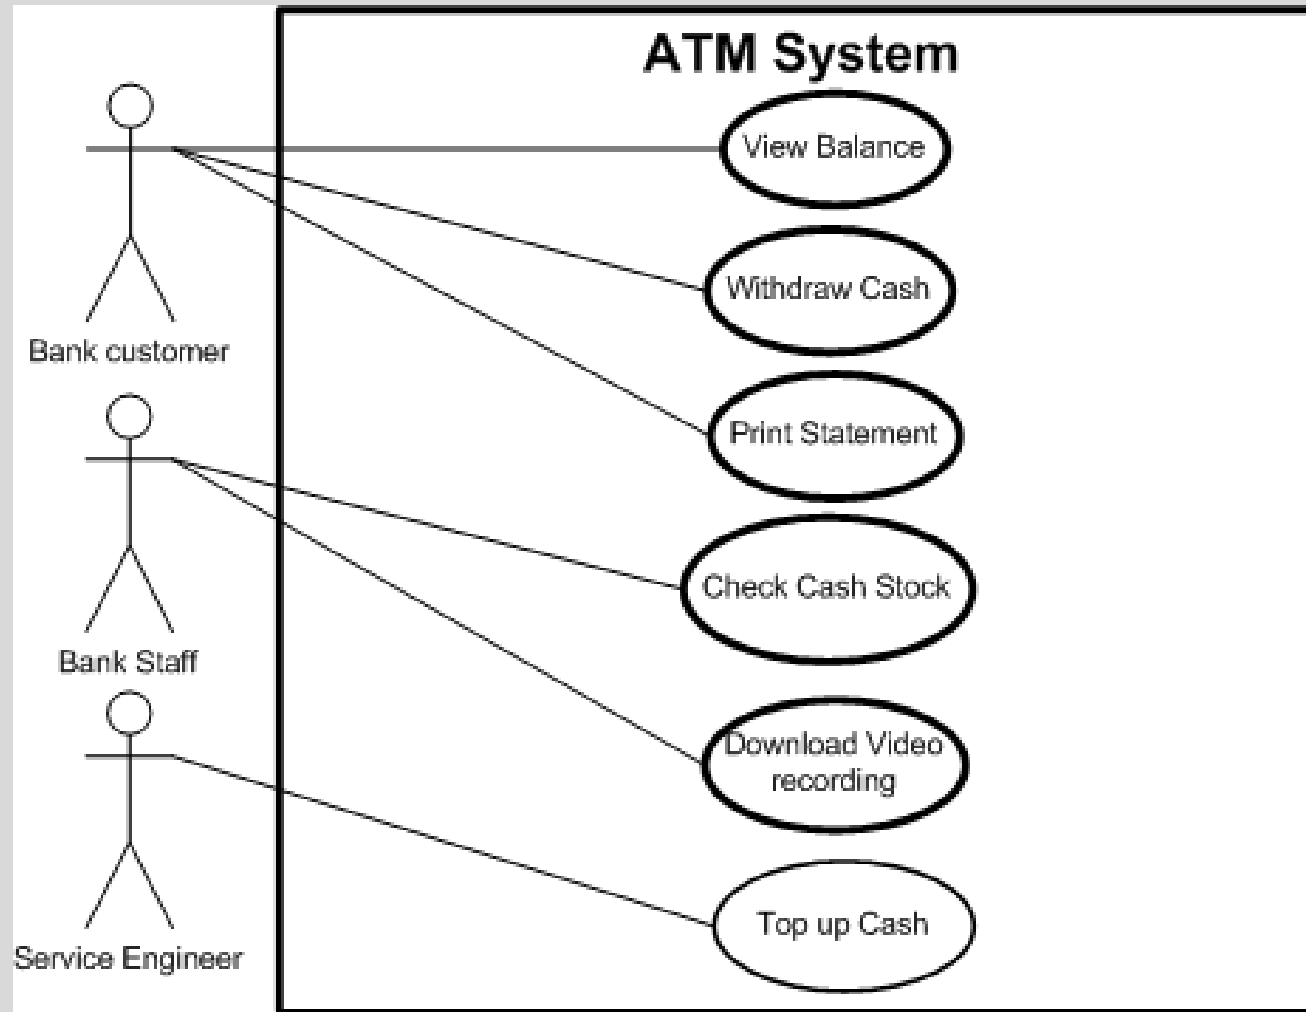 ATM System
View Balance
Withdraw Cash
Bank customer
Print Statement
Check Cash Stock
Bank Staff
Download Video
recording
Top up Cash
Service Engineer